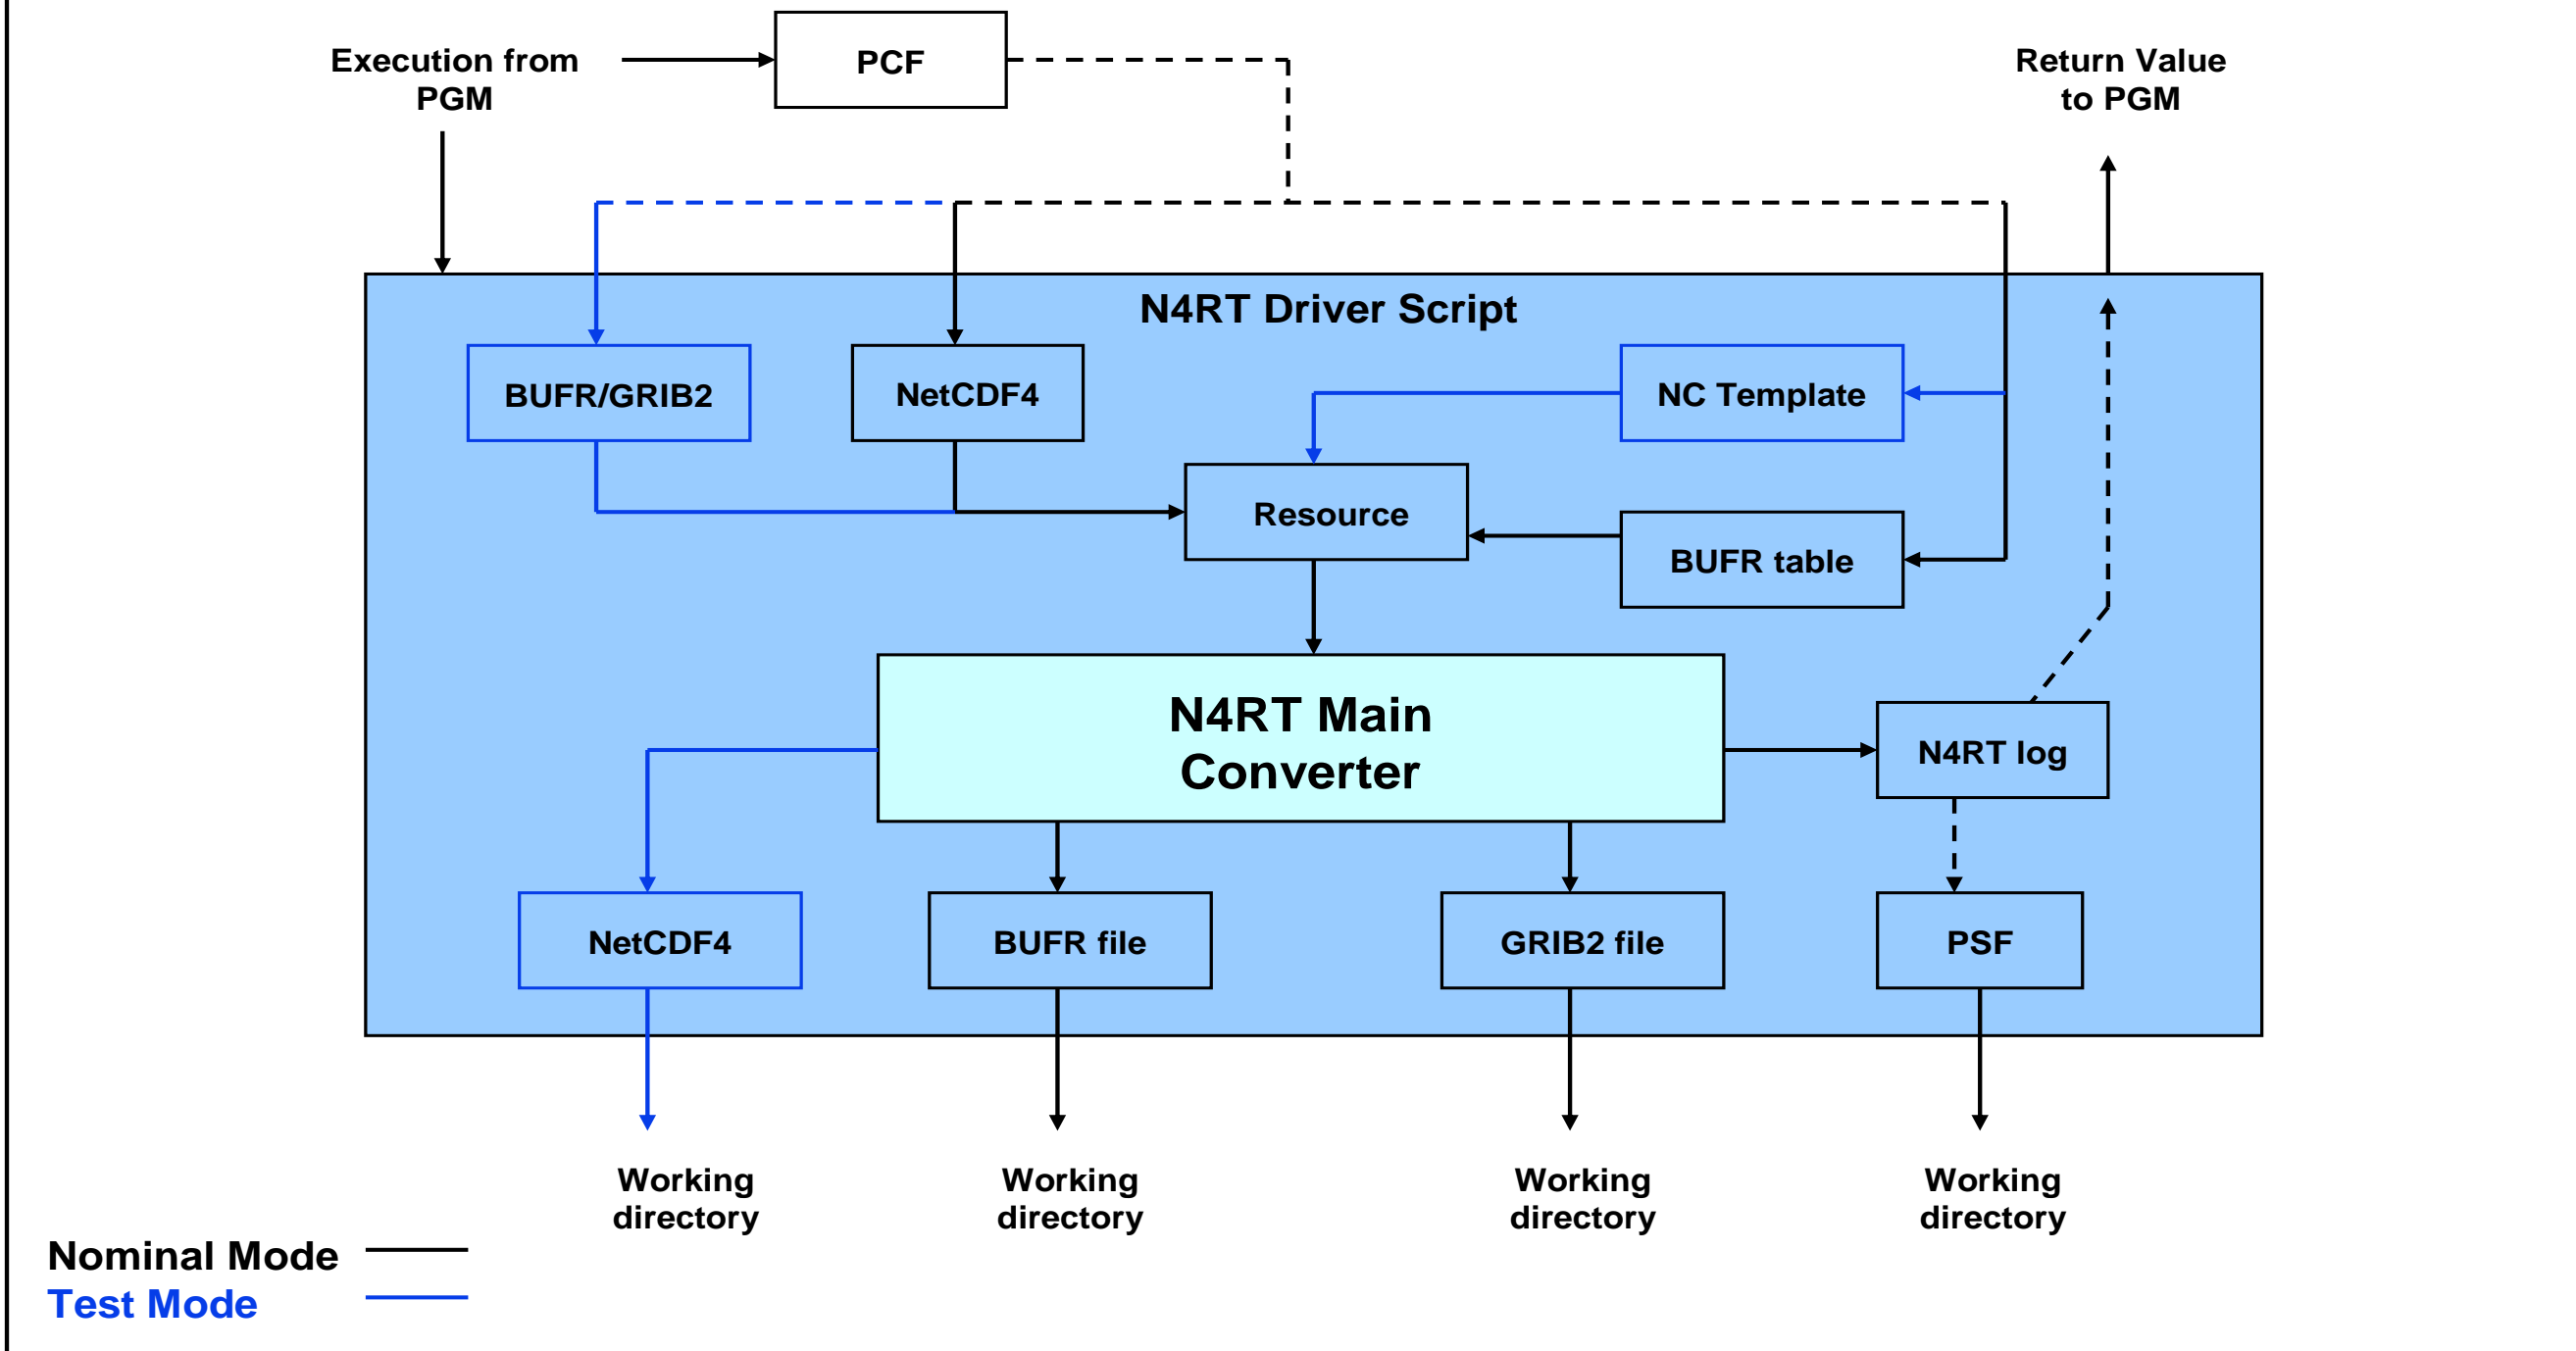 Execution from
PGM
PCF
Return Value
to PGM
N4RT Driver Script
BUFR/GRIB2
NetCDF4
NC Template
Resource
BUFR table
N4RT Main
Converter
N4RT log
NetCDF4
BUFR file
GRIB2 file
PSF
Working
directory
Working
directory
Working
directory
Working
directory
Nominal Mode
Test Mode